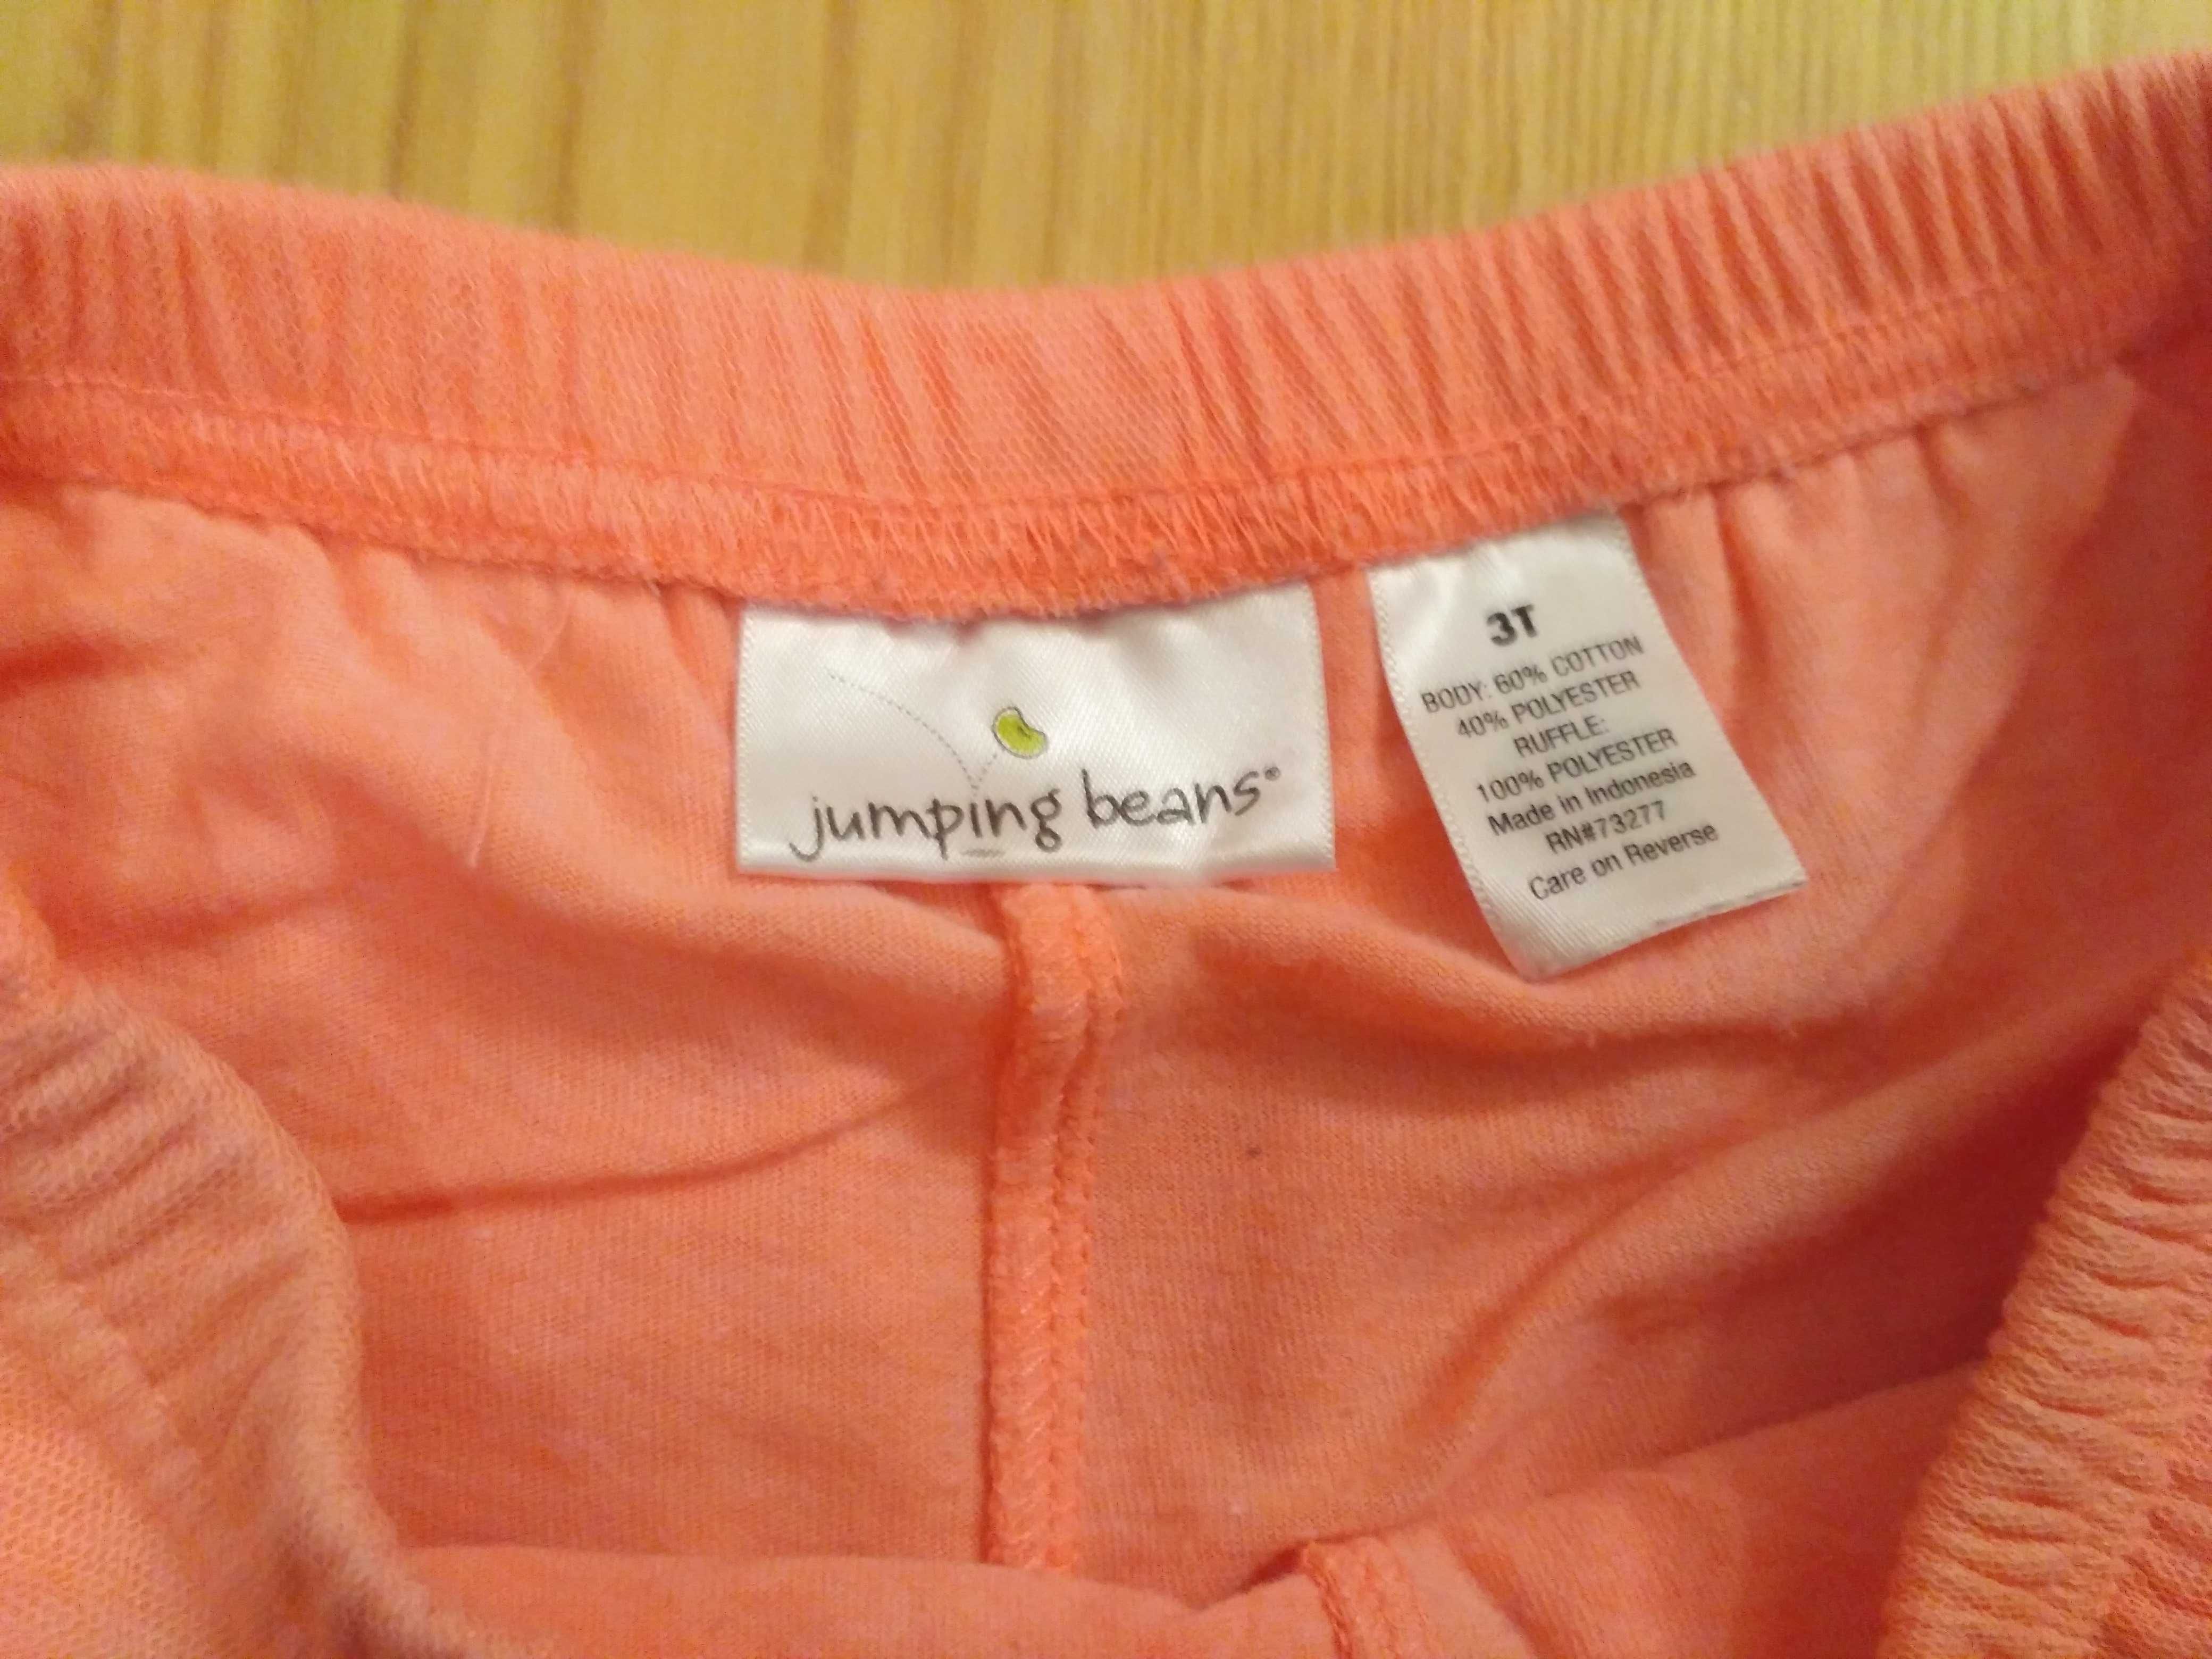 jumping beans®
3T
BODY: 60% COTTON
40% POLYESTER
RUFFLE:
100% POLYESTER
Made in Indonesia
RN#73277
Care on Reverse